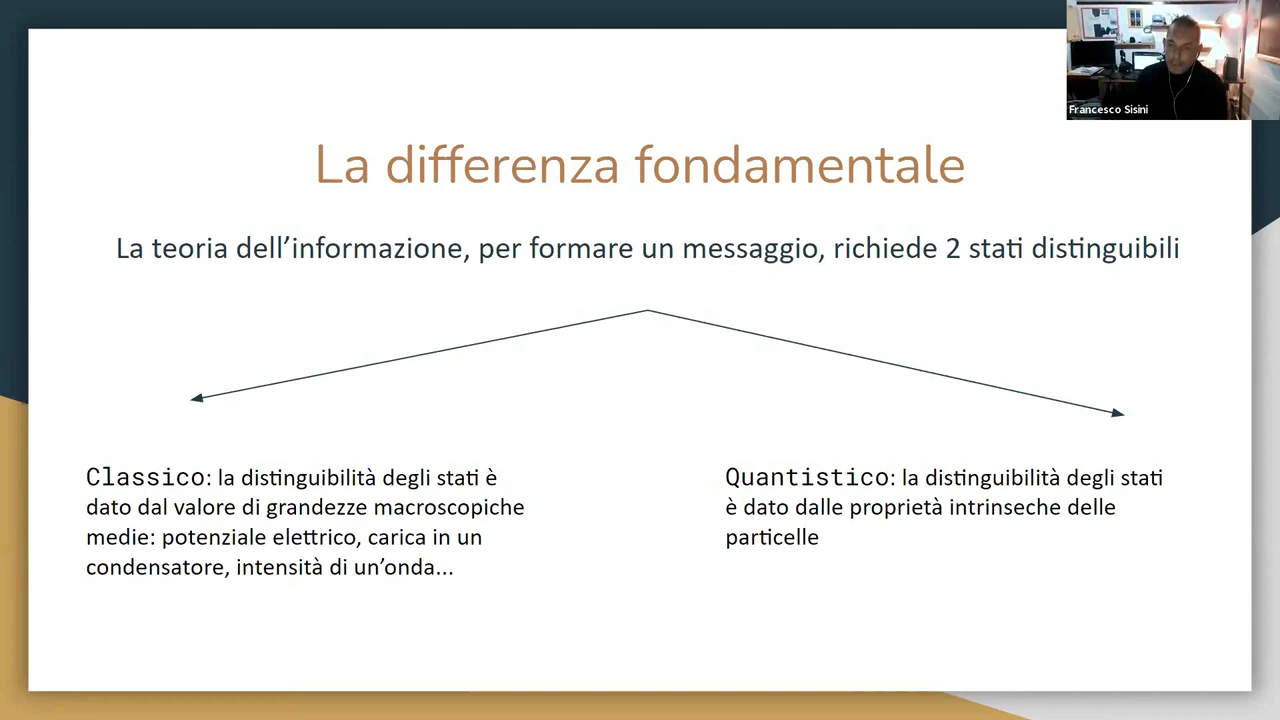 Francesco Sisini
La differenza fondamentale
La teoria dell'informazione, per formare un messaggio, richiede 2 stati distinguibili
Classico: la distinguibilità degli stati è
dato dal valore di grandezze macroscopiche
medie: potenziale elettrico, carica in un
condensatore, intensità di un'onda...
Quantistico: la distinguibilità degli stati
è dato dalle proprietà intrinseche delle
particelle